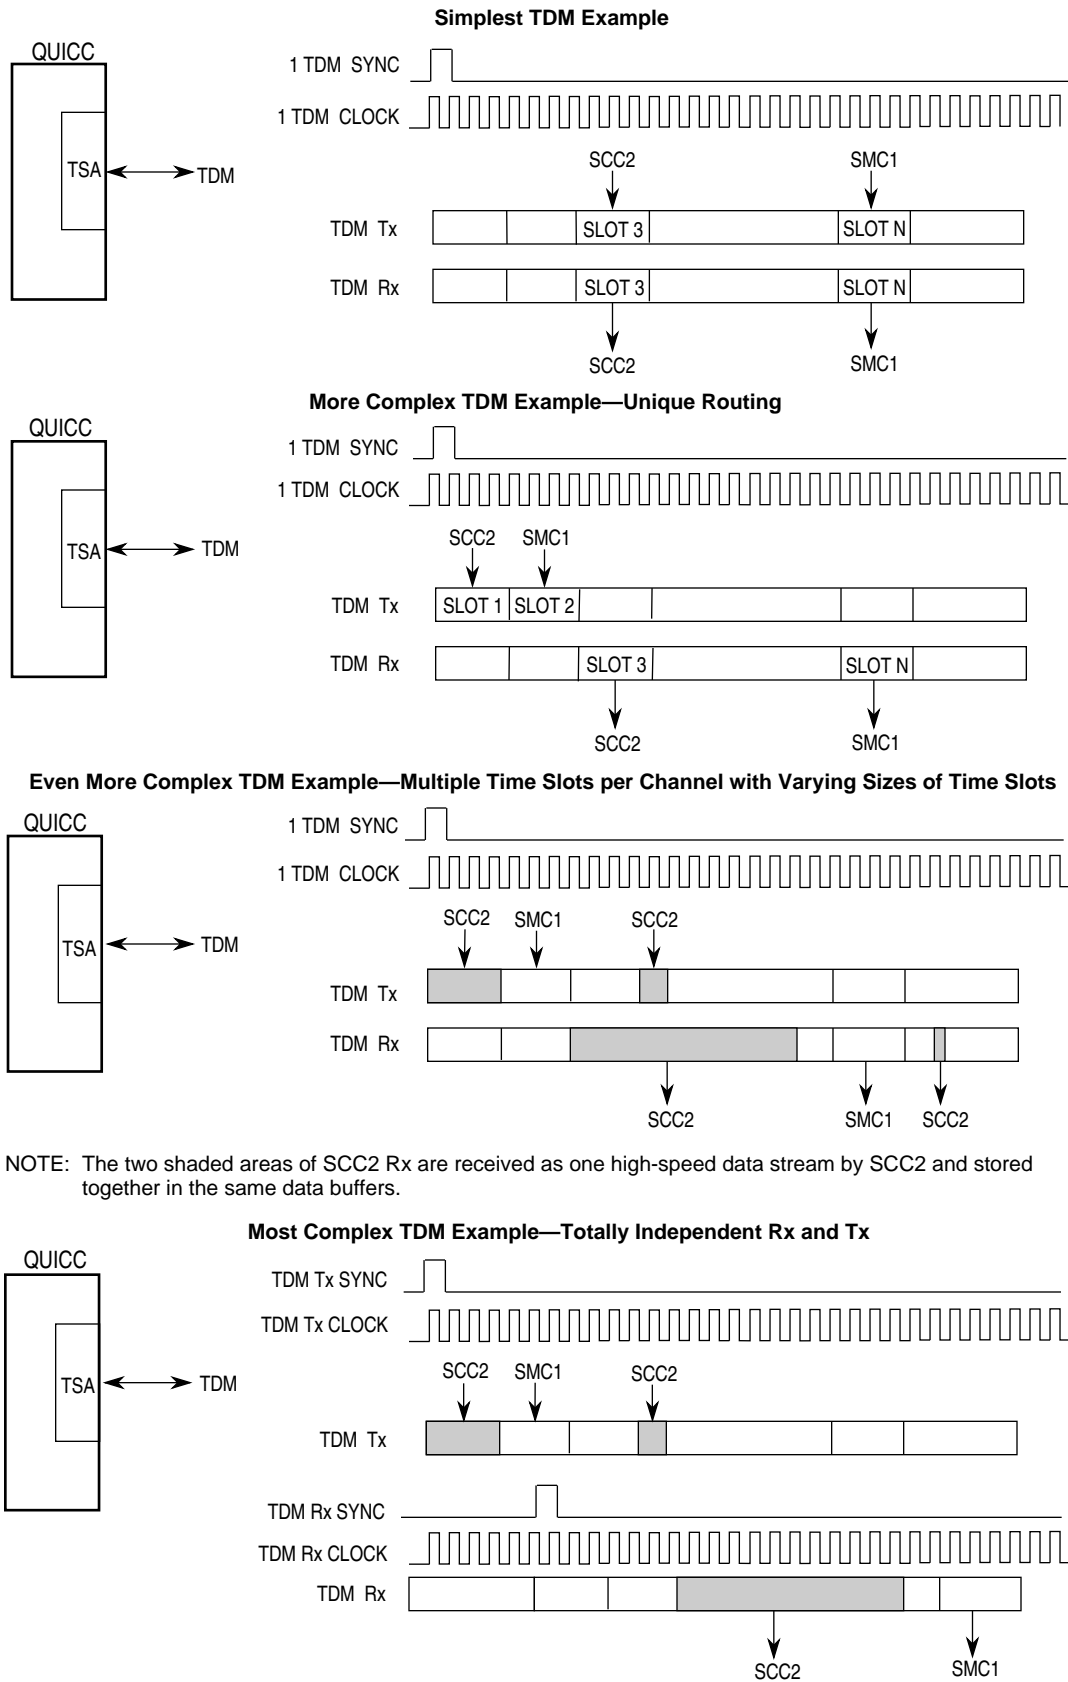 Simplest TDM Example
QUICC
1 TDM SYNC
1 TDM CLOCK
TSA
TDM
SCC2 SMC1
TDM Tx SLOT 3 SLOT N
TDM Rx SLOT 3 SLOT N
SCC2 SMC1
More Complex TDM Example—Unique Routing
QUICC
1 TDM SYNC
1 TDM CLOCK
TSA
TDM
SCC2 SMC1
TDM Tx SLOT 1 SLOT 2
TDM Rx SLOT 3 SLOT N
SCC2 SMC1
Even More Complex TDM Example—Multiple Time Slots per Channel with Varying Sizes of Time Slots
QUICC
1 TDM SYNC
1 TDM CLOCK
SCC2 SMC1 SCC2
TSA
TDM
TDM Tx
TDM Rx
SCC2 SMC1 SCC2
NOTE: The two shaded areas of SCC2 Rx are received as one high-speed data stream by SCC2 and stored
together in the same data buffers.
Most Complex TDM Example—Totally Independent Rx and Tx
QUICC
TDM Tx SYNC
TDM Tx CLOCK
SCC2 SMC1 SCC2
TSA
TDM
TDM Tx
TDM Rx SYNC
TDM Rx CLOCK
TDM Rx
SCC2 SMC1